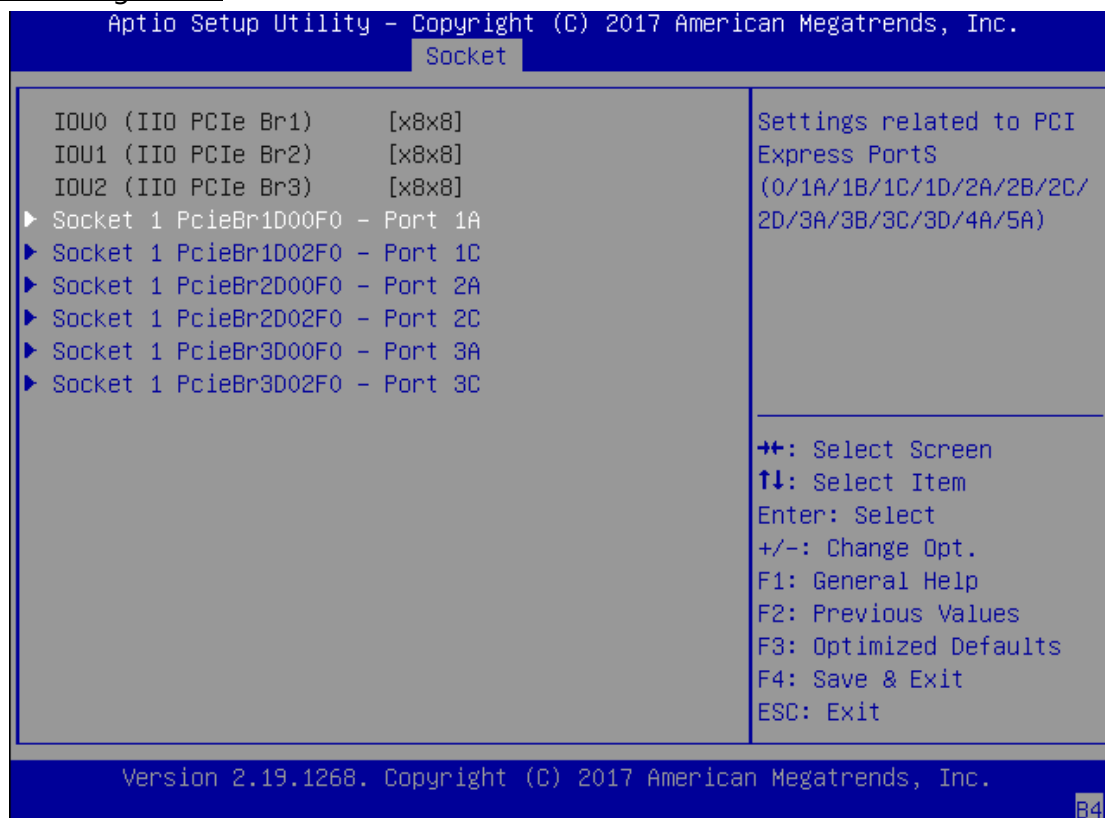 Aptio Setup Utility – Copyright (C) 2017 American Megatrends, Inc.
Socket
IOU0 (IIO PCIe Br1) [x8x8]
IOU1 (IIO PCIe Br2) [x8x8]
IOU2 (IIO PCIe Br3) [x8x8]
▶ Socket 1 PcieBr1D00F0 – Port 1A
▶ Socket 1 PcieBr1D02F0 – Port 1C
▶ Socket 1 PcieBr2D00F0 – Port 2A
▶ Socket 1 PcieBr2D02F0 – Port 2C
▶ Socket 1 PcieBr3D00F0 – Port 3A
▶ Socket 1 PcieBr3D02F0 – Port 3C
Settings related to PCI
Express PortS
(0/1A/1B/1C/1D/2A/2B/2C/
2D/3A/3B/3C/3D/4A/5A)
→←: Select Screen
↑↓: Select Item
Enter: Select
+/-: Change Opt.
F1: General Help
F2: Previous Values
F3: Optimized Defaults
F4: Save & Exit
ESC: Exit
Version 2.19.1268. Copyright (C) 2017 American Megatrends, Inc.
B4